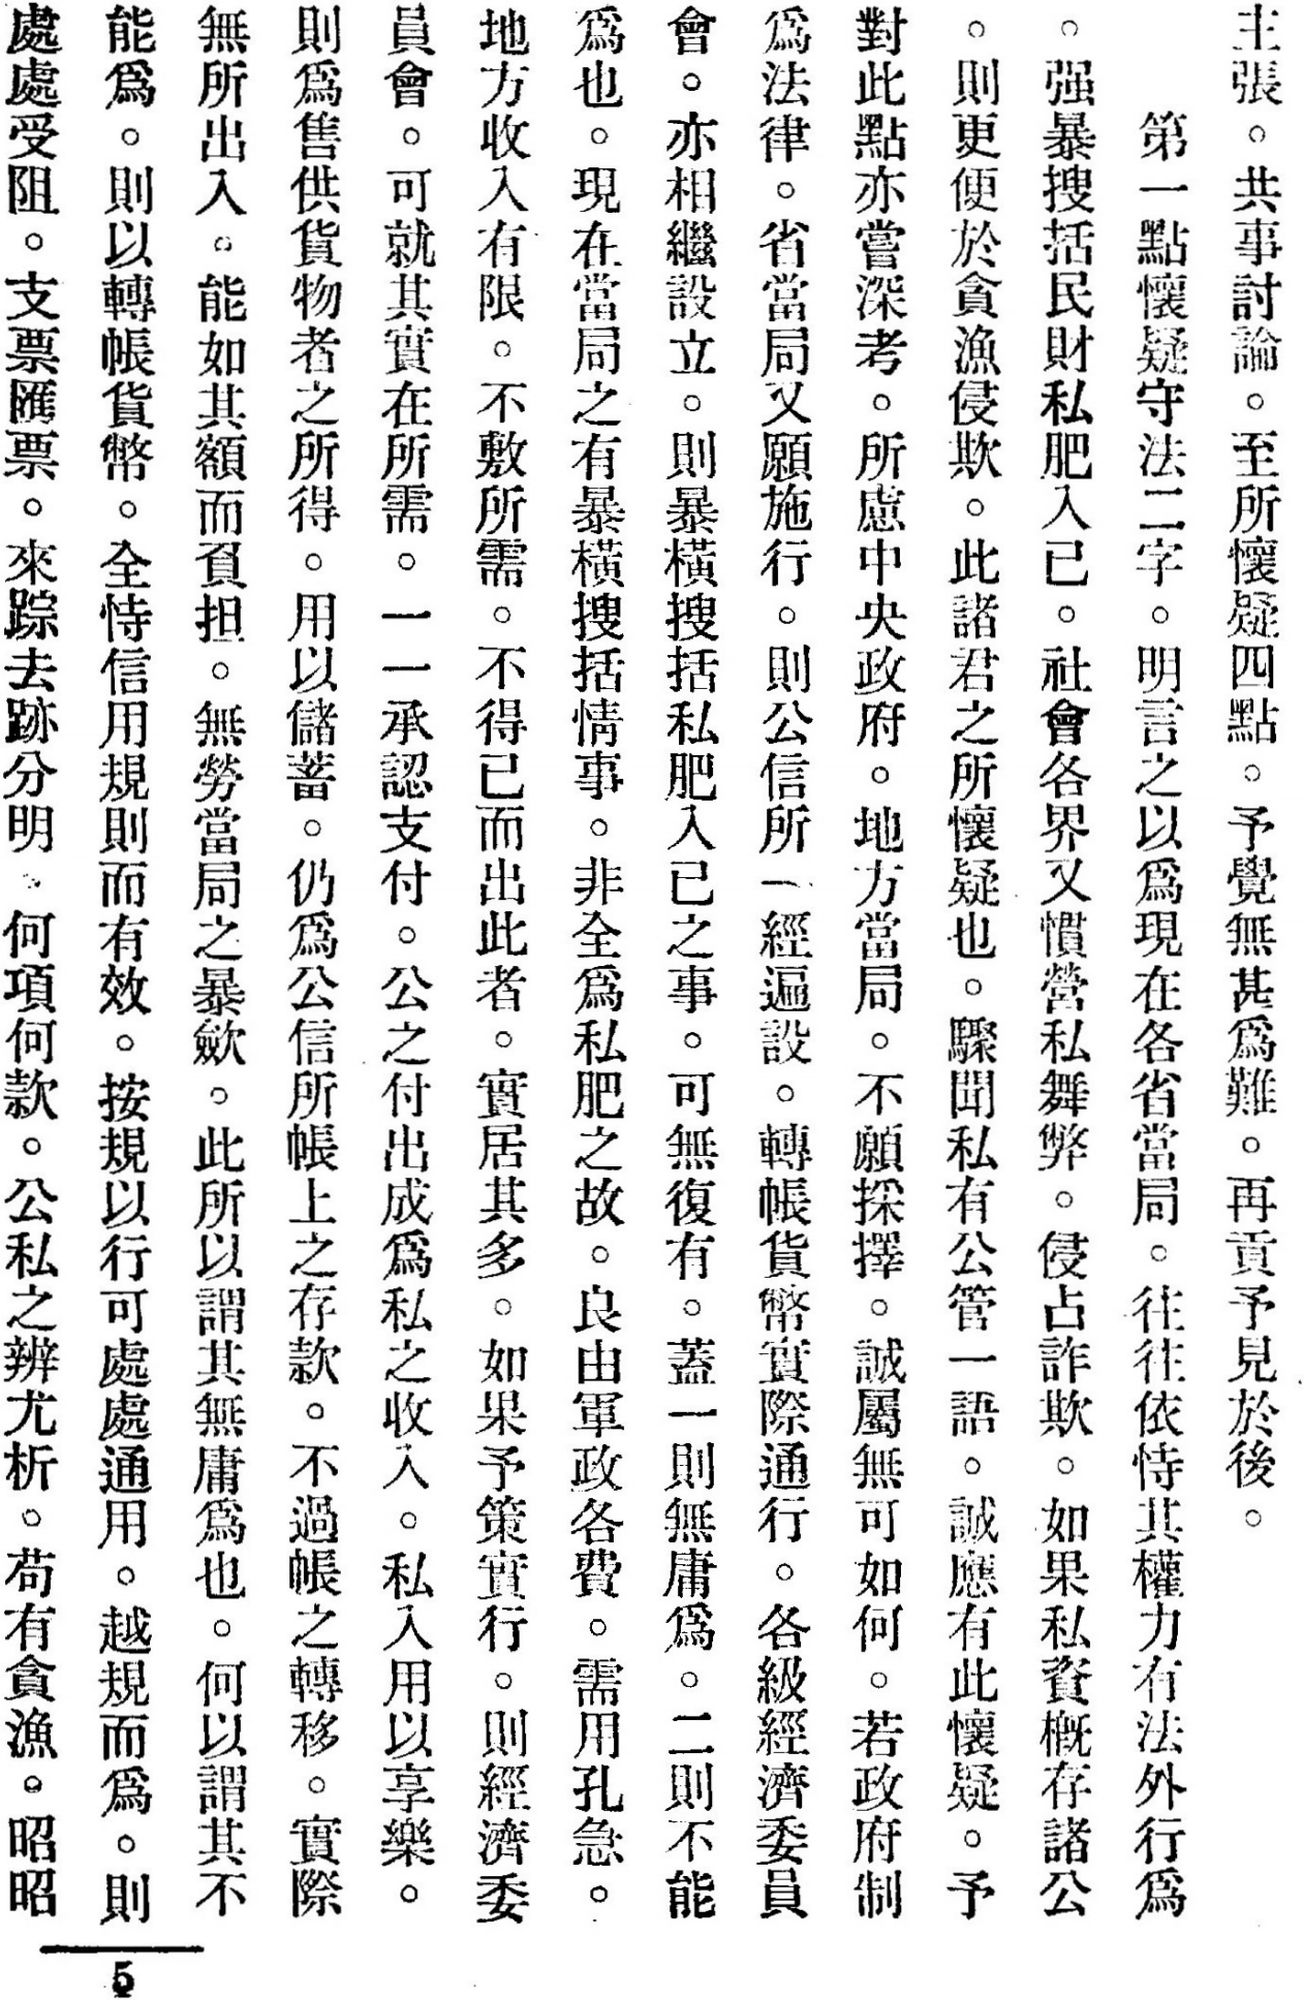 主張。共事討論。至所懷疑四點。予覺無甚爲難。再貢予見於後。
第一點懷疑守法二字。明言之以爲現在各省當局。往往依恃其權力有法外行爲
。强暴搜括民財私肥入已。社會各界又慣營私舞弊。侵占詐欺。如果私資概存諸公
。則更便於貪漁侵欺。此諸君之所懷疑也。驟聞私有公管一語。誠應有此懷疑。予
對此點亦嘗深考。所慮中央政府。地方當局。不願採擇。誠屬無可如何。若政府制
爲法律。省當局又願施行。則公信所一經遍設。轉帳貨幣實際通行。各級經濟委員
會。亦相繼設立。則暴橫搜括私肥入已之事。可無復有。蓋一則無庸爲。二則不能
爲也。現在當局之有暴橫搜括情事。非全爲私肥之故。良由軍政各費。需用孔急。
地方收入有限。不敷所需。不得已而出此者。實居其多。如果予策實行。則經濟委
員會。可就其實在所需。一一承認支付。公之付出成爲私之收入。私入用以享樂。
則爲售供貨物者之所得。用以儲蓄。仍爲公信所帳上之存款。不過帳之轉移。實際
無所出入。能如其額而負担。無勞當局之暴歛。此所以謂其無庸爲也。何以謂其不
能爲。則以轉帳貨幣。全恃信用規則而有效。按規以行可處處通用。越規而爲。則
處處受阻。支票匯票。來踪去跡分明。何項何款。公私之辨尤析。苟有貪漁。昭昭
5